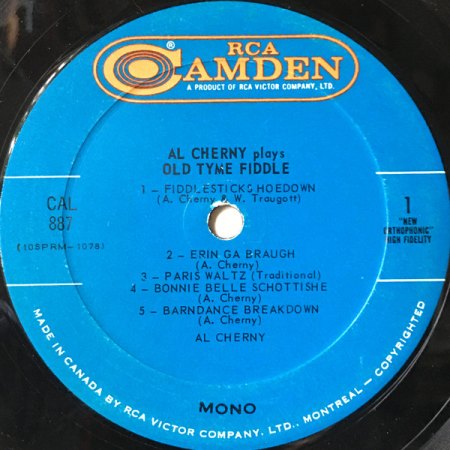 RCA
CAMDEN
®
A PRODUCT OF RCA VICTOR COMPANY, LTD.
AL CHERNY plays
OLD TYME FIDDLE
1 – FIDDLESTICKS HOEDOWN
(A. Cherny & W. Traugott)
CAL
887
(10SPRM-1078)
1
"NEW
ORTHOPHONIC"
HIGH FIDELITY
2 – ERIN GA BRAUGH
(A. Cherny)
3 – PARIS WALTZ (Traditional)
4 – BONNIE BELLE SCHOTTISHE
(A. Cherny)
5 – BARNDANCE BREAKDOWN
(A. Cherny)
AL CHERNY
MONO
MADE IN CANADA BY RCA VICTOR COMPANY, LTD., MONTREAL – COPYRIGHTED